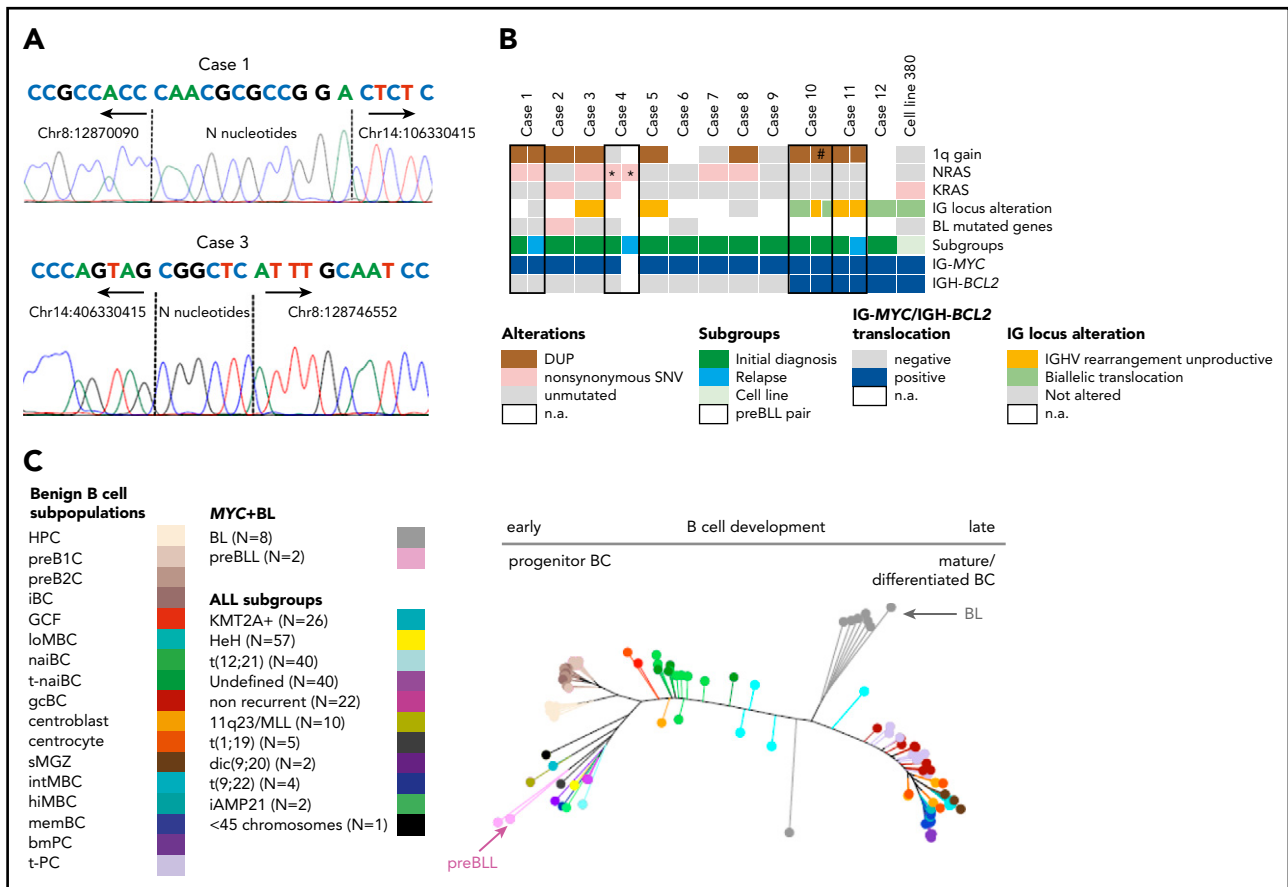 A
Case 1
CCGCCACC CAACGCGCCG G A CTCT C
Chr8:12870090
N nucleotides
Chr14:106330415
Case 3
CCCAGTAG CGGCTC AT TT GCAAT CC
Chr14:406330415
N nucleotides
Chr8:128746552
B
Case 1
Case 2
Case 3
Case 4
Case 5
Case 6
Case 7
Case 8
Case 9
Case 10
Case 11
Case 12
Cell line 380
# 1q gain
* * NRAS
KRAS
IG locus alteration
BL mutated genes
Subgroups
IG-MYC
IGH-BCL2
Alterations
DUP
nonsynonymous SNV
unmutated
n.a.
Subgroups
Initial diagnosis
Relapse
Cell line
preBLL pair
IG-MYC/IGH-BCL2
translocation
negative
positive
n.a.
IG locus alteration
IGHV rearrangement unproductive
Biallelic translocation
Not altered
n.a.
C
Benign B cell
subpopulations
HPC
preB1C
preB2C
iBC
GCF
loMBC
naiBC
t-naiBC
gcBC
centroblast
centrocyte
sMGZ
intMBC
hiMBC
memBC
bmPC
t-PC
MYC+BL
BL (N=8)
preBLL (N=2)
ALL subgroups
KMT2A+ (N=26)
HeH (N=57)
t(12;21) (N=40)
Undefined (N=40)
non recurrent (N=22)
11q23/MLL (N=10)
t(1;19) (N=5)
dic(9;20) (N=2)
t(9;22) (N=4)
iAMP21 (N=2)
<45 chromosomes (N=1)
early B cell development late
progenitor BC
mature/
differentiated BC
BL
preBLL